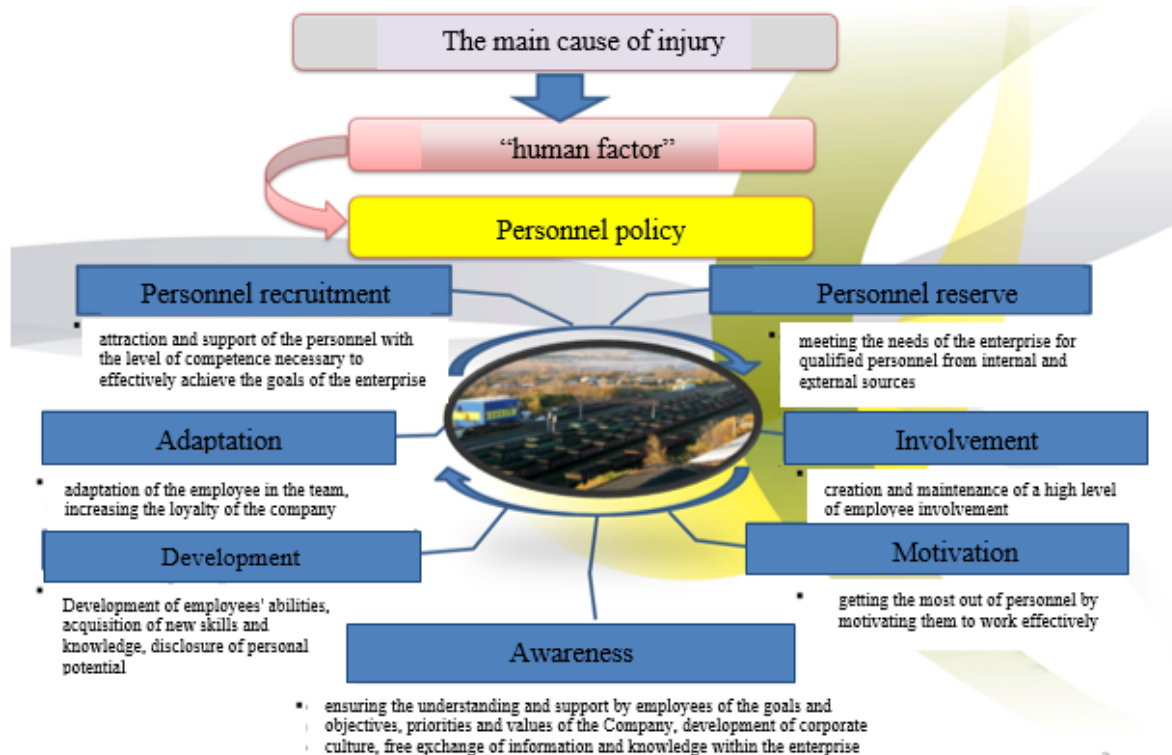 The main cause of injury
“human factor”
Personnel policy
Personnel recruitment
▪ attraction and support of the personnel with
the level of competence necessary to
effectively achieve the goals of the enterprise
Personnel reserve
▪ meeting the needs of the enterprise for
qualified personnel from internal and
external sources
Adaptation
▪ adaptation of the employee in the team,
increasing the loyalty of the company
Involvement
▪ creation and maintenance of a high level
of employee involvement
Development
▪ Development of employees' abilities,
acquisition of new skills and
knowledge, disclosure of personal
potential
Motivation
▪ getting the most out of personnel by
motivating them to work effectively
Awareness
▪ ensuring the understanding and support by employees of the goals and
objectives, priorities and values of the Company, development of corporate
culture, free exchange of information and knowledge within the enterprise